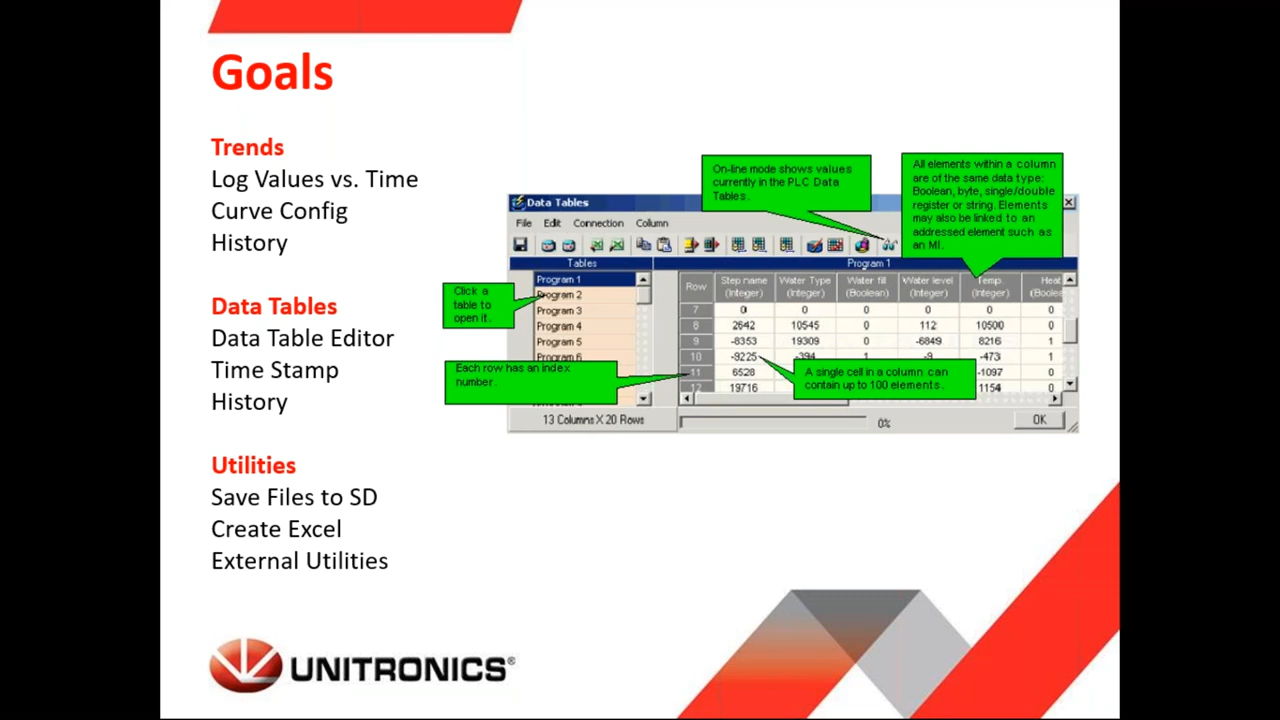 Goals
Trends
Log Values vs. Time
Curve Config
History
Data Tables
Data Table Editor
Time Stamp
History
Utilities
Save Files to SD
Create Excel
External Utilities
On-line mode shows values
currently in the PLC Data
Tables.
All elements within a column
are of the same data type:
Boolean, byte, single/double
register or string. Elements
may also be linked to an
addressed element such as
an MI.
Data Tables
File Edit Connection Column
Tables
Program 1
Click a
table to
open it.
Program 1
Program 2
Program 3
Program 4
Program 5
Program 6
Each row has an index
number.
Row Step name (Integer) Water Type (Integer) Water fill (Boolean) Water level (Integer) Temp. (Integer) Heat
7 0 0 0 0 0 0
8 2642 10545 0 112 10500 0
9 -8353 19309 0 -6849 8216 1
10 -9225 -394 1 -9 -473 1
11 6528 -1097 0
12 19716 1154 0
A single cell in a column can
contain up to 100 elements.
13 Columns X 20 Rows
0%
OK
UNITRONICS®